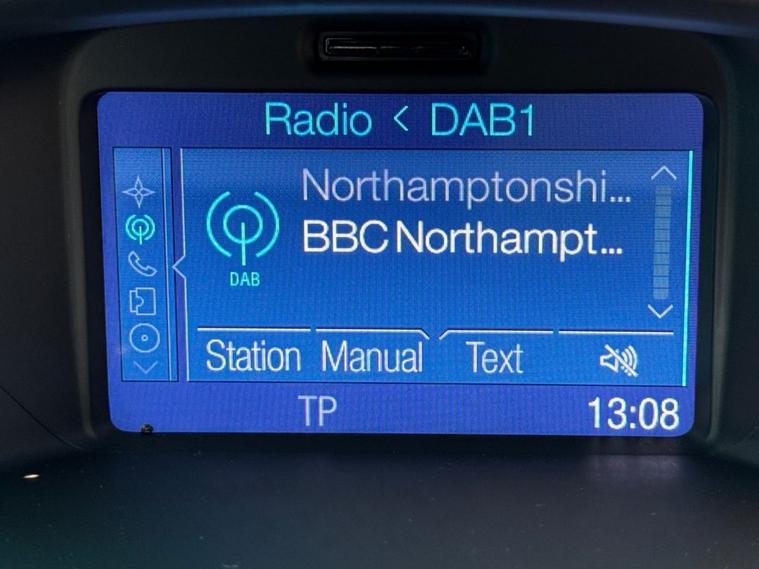 Radio < DAB1
Northamptonshi...
BBC Northampt...
DAB
Station Manual Text
TP 13:08